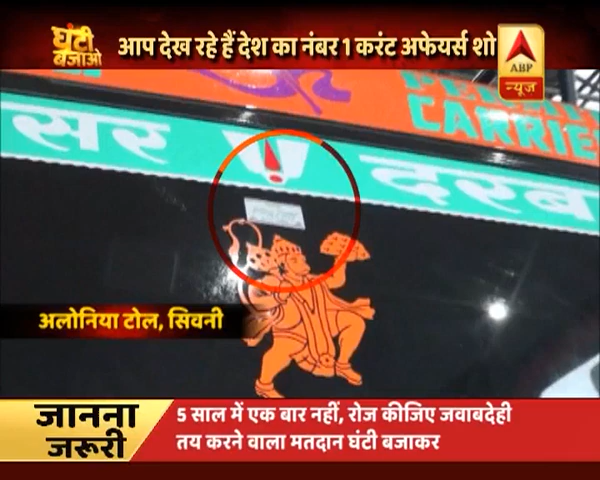 घंटी
बजाओ
आप देख रहे हैं देश का नंबर 1 करंट अफेयर्स शो
ABP
न्यूज़
CARRIE
सर
दरब
अलोनिया टोल, सिवनी
जानना
जरूरी
5 साल में एक बार नहीं, रोज कीजिए जवाबदेही
तय करने वाला मतदान घंटी बजाकर